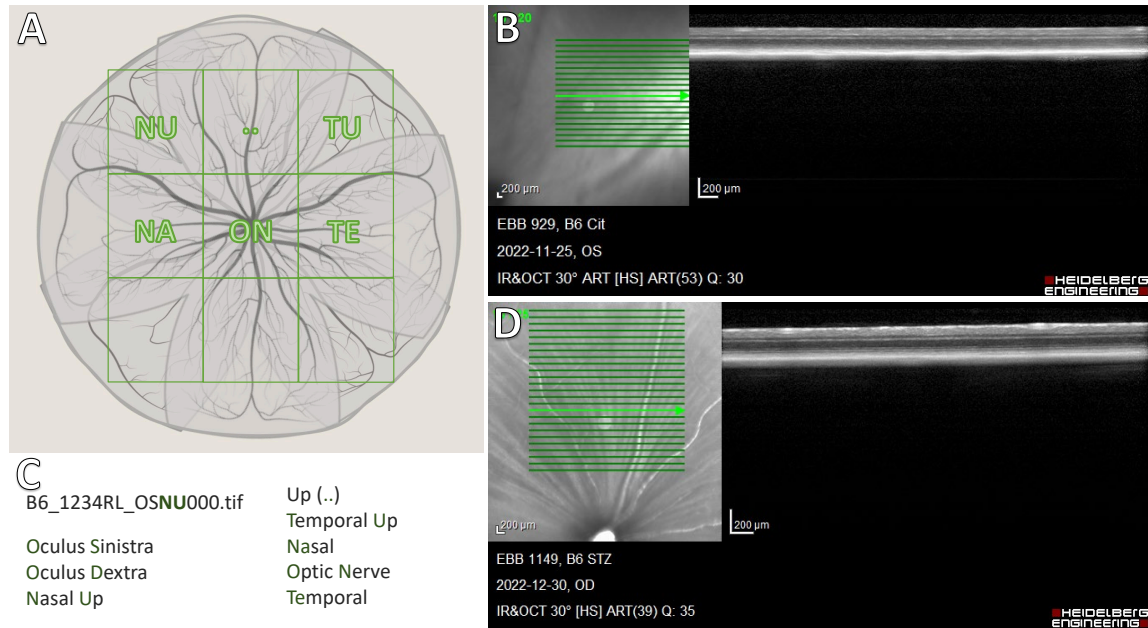 A
NU .. TU
NA ON TE
B
200 µm
200 µm
EBB 929, B6 Cit
2022-11-25, OS
IR&OCT 30° ART [HS] ART(53) Q: 30
HEIDELBERG
ENGINEERING
C
B6_1234RL_OSNU000.tif
Oculus Sinistra
Oculus Dextra
Nasal Up
Up (..)
Temporal Up
Nasal
Optic Nerve
Temporal
D
200 µm
200 µm
EBB 1149, B6 STZ
2022-12-30, OD
IR&OCT 30° [HS] ART(39) Q: 35
HEIDELBERG
ENGINEERING